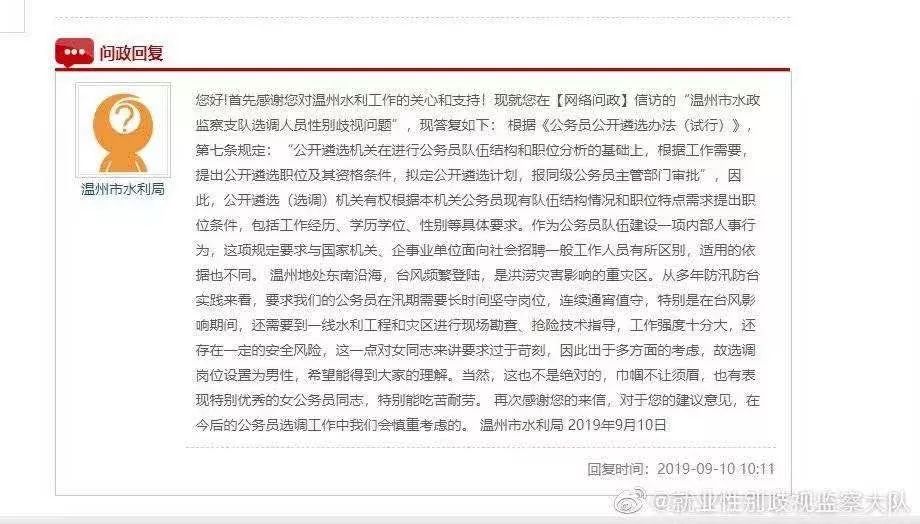 问政回复
您好!首先感谢您对温州水利工作的关心和支持！现就您在【网络问政】信访的“温州市水政
监察支队选调人员性别歧视问题”，现答复如下： 根据《公务员公开遴选办法（试行）》，
第七条规定：“公开遴选机关在进行公务员队伍结构和职位分析的基础上，根据工作需要，
提出公开遴选职位及其资格条件，拟定公开遴选计划，报同级公务员主管部门审批”，因
此，公开遴选（选调）机关有权根据本机关公务员现有队伍结构情况和职位特点需求提出职
位条件，包括工作经历、学历学位、性别等具体要求。作为公务员队伍建设一项内部人事行
为，这项规定要求与国家机关、企事业单位面向社会招聘一般工作人员有所区别，适用的依
据也不同。 温州地处东南沿海，台风频繁登陆，是洪涝灾害影响的重灾区。从多年防汛防台
实践来看，要求我们的公务员在汛期需要长时间坚守岗位，连续通宵值守，特别是在台风影
响期间，还需要到一线水利工程和灾区进行现场勘查、抢险技术指导，工作强度十分大，还
存在一定的安全风险，这一点对女同志来讲要求过于苛刻，因此出于多方面的考虑，故选调
岗位设置为男性，希望能得到大家的理解。当然，这也不是绝对的，巾帼不让须眉，也有表
现特别优秀的女公务员同志，特别能吃苦耐劳。 再次感谢您的来信，对于您的建议意见，在
今后的公务员选调工作中我们会慎重考虑的。 温州市水利局 2019年9月10日
温州市水利局
回复时间：2019-09-10 10:11
@就业性别歧视监察大队